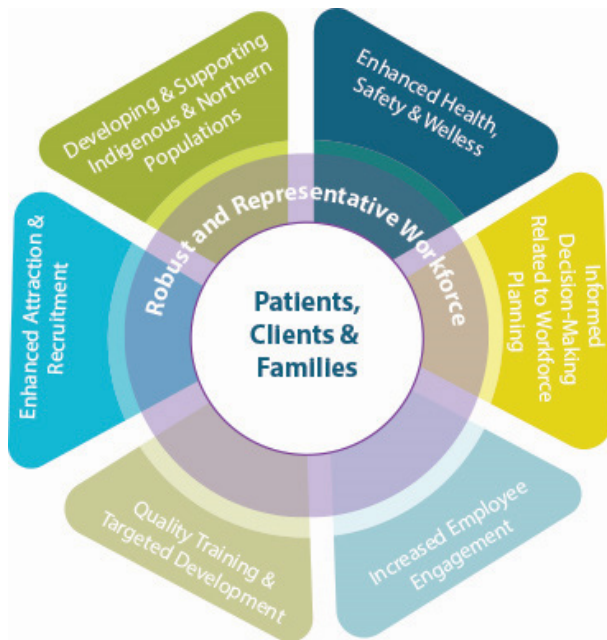 Developing & Supporting
Indigenous & Northern
Populations
Enhanced Health,
Safety & Welless
Informed
Decision-Making
Related to Workforce
Planning
Increased Employee
Engagement
Quality Training &
Targeted Development
Enhanced Attraction &
Recruitment
Robust and Representative Workforce
Patients,
Clients &
Families